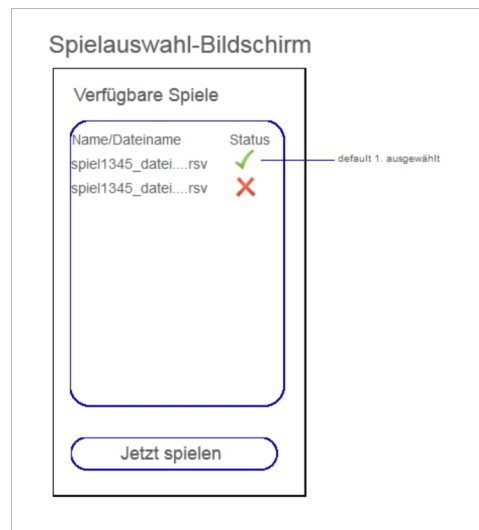 Spielauswahl-Bildschirm
Verfügbare Spiele
Name/Dateiname Status
spiel1345_datei....rsv
default 1. ausgewählt
spiel1345_datei....rsv
Jetzt spielen